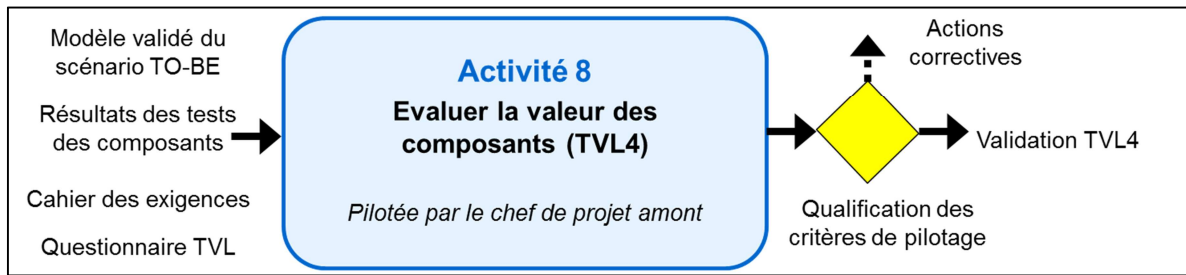 Modèle validé du
scénario TO-BE
Résultats des tests
des composants
Cahier des exigences
Questionnaire TVL
Activité 8
Evaluer la valeur des
composants (TVL4)
Pilotée par le chef de projet amont
Actions
correctives
Validation TVL4
Qualification des
critères de pilotage